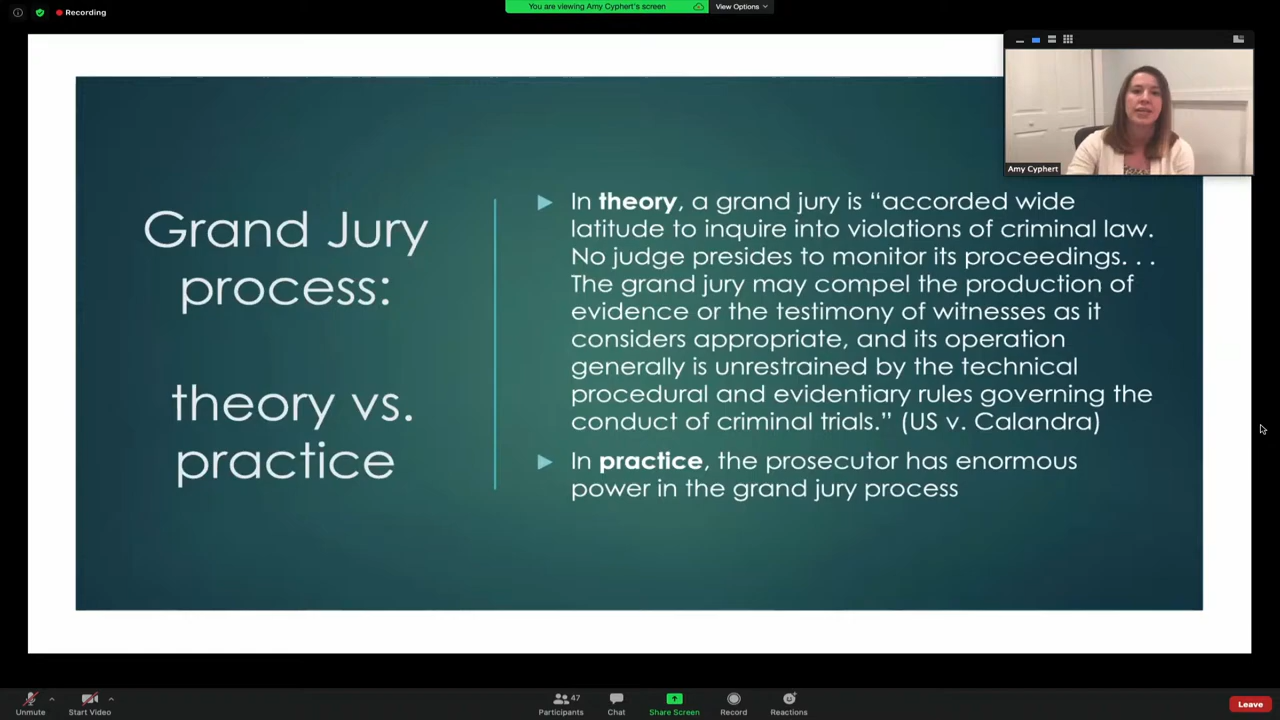 Recording
You are viewing Amy Cyphert's screen
View Options
Amy Cyphert
Grand Jury
process:
theory vs.
practice
In theory, a grand jury is “accorded wide
latitude to inquire into violations of criminal law.
No judge presides to monitor its proceedings. . .
The grand jury may compel the production of
evidence or the testimony of witnesses as it
considers appropriate, and its operation
generally is unrestrained by the technical
procedural and evidentiary rules governing the
conduct of criminal trials.” (US v. Calandra)
In practice, the prosecutor has enormous
power in the grand jury process
Unmute
Start Video
47
Participants
Chat
Share Screen
Record
Reactions
Leave